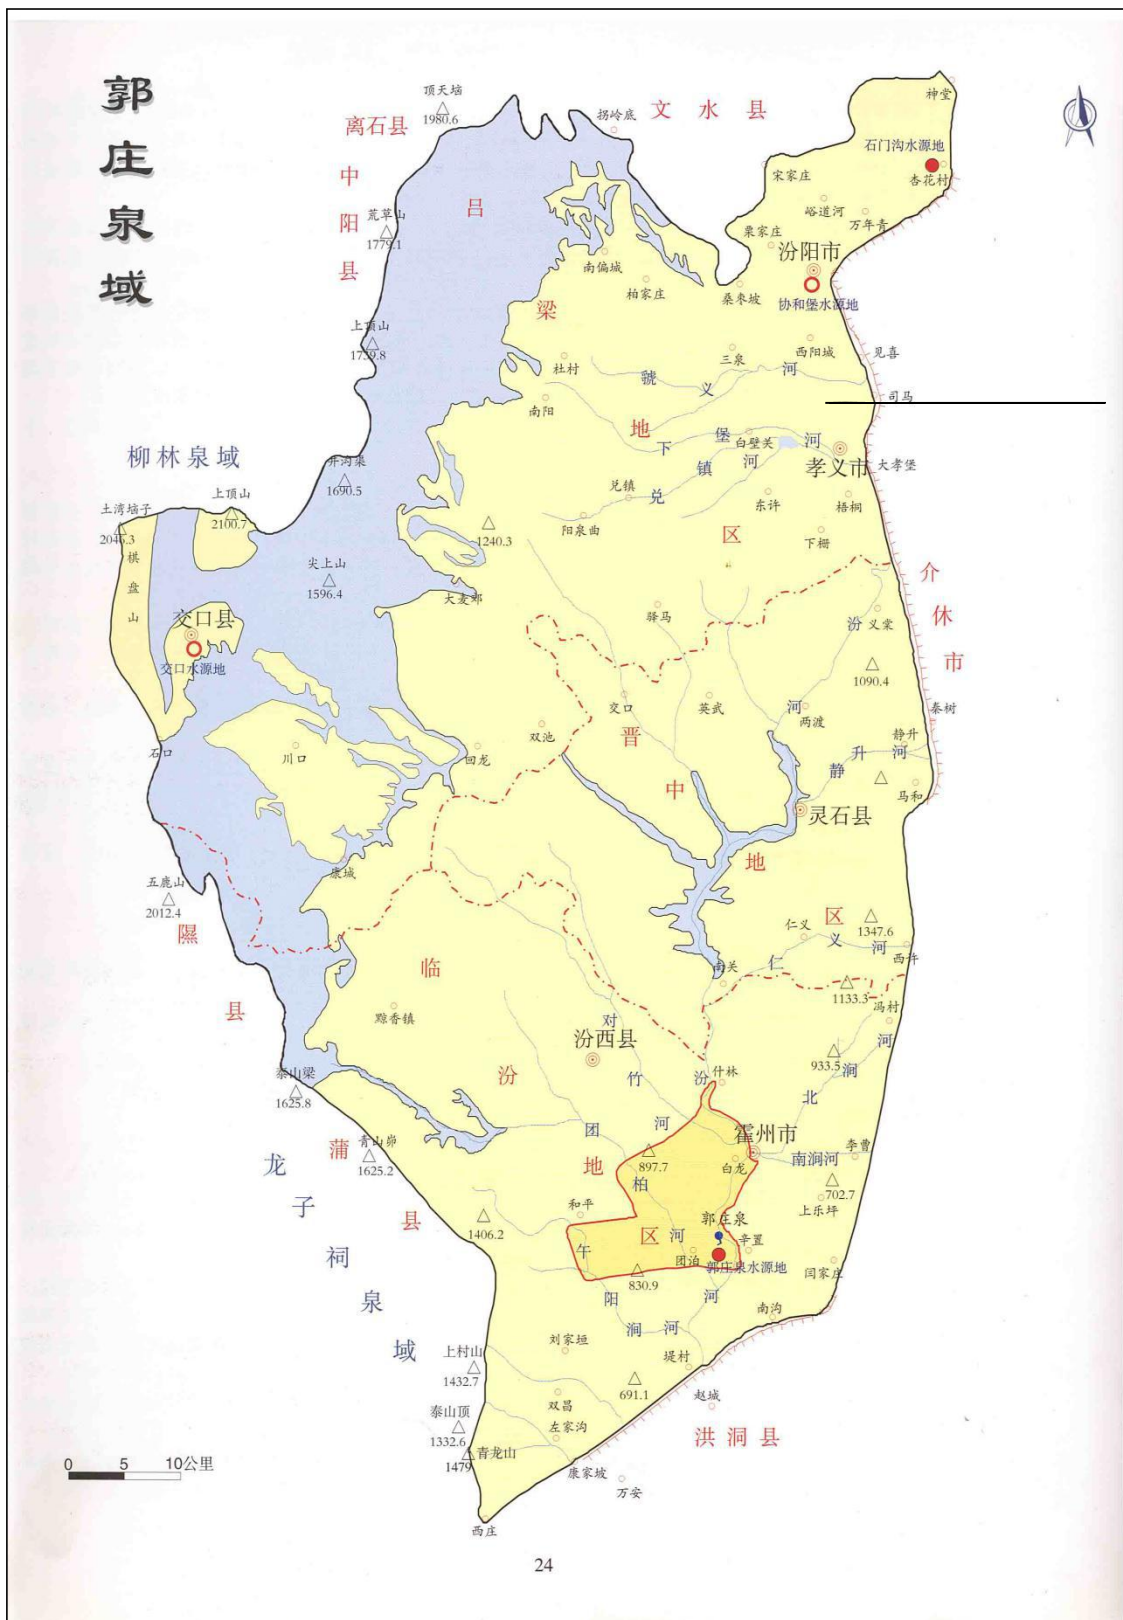 郭庄泉域
顶天垴
1980.6
离石县
拐岭底
文水县
神堂
石门沟水源地
杏花村
中阳县
吕梁地区
荒草山
1779.1
宋家庄
峪道河
万年青
栗家庄
汾阳市
协和堡水源地
南偏城
柏家庄
桑枣坡
上顶山
1759.8
社村
三泉
西阳城
见喜
虢义河
司马
南阳
下堡河
白壁关
孝义市
大孝堡
柳林泉域
井沟梁
1690.5
兑镇河
兑镇
土湾垴子
2046.3
上顶山
2100.7
东许
梧桐
阳泉曲
1240.3
下栅
棋盘山
尖上山
1596.4
大麦郊
驿马
介休市
交口县
交口水源地
汾河
义棠
1090.4
交口
英武
两渡
秦树
晋中地区
双池
静升
静升河
石口
川口
回龙
马和
灵石县
康城
五鹿山
2012.4
隰县
仁义
1347.6
仁义河
西许
临汾地区
南关
1133.3
黥香镇
冯村
对竹河
汾西县
933.5
北涧河
泰山梁
1625.8
什林
汾河
霍州市
团柏河
青山峁
1625.2
蒲县
897.7
白龙
南涧河
李曹
702.7
上乐坪
龙子祠泉域
和平
1406.2
郭庄泉
辛置
团泊
郭庄泉水源地
830.9
闫家庄
午阳涧河
南沟
刘家垣
堤村
上村山
1432.7
691.1
赵城
双昌
泰山顶
1332.6
左家沟
洪洞县
青龙山
1479
康家坡
万安
0 5 10公里
西庄
24